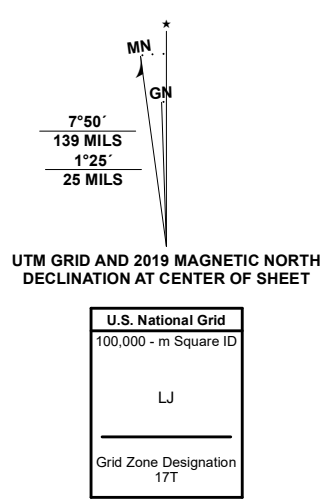 MN
GN
7°50´
139 MILS
1°25´
25 MILS
UTM GRID AND 2019 MAGNETIC NORTH
DECLINATION AT CENTER OF SHEET
U.S. National Grid
100,000 - m Square ID
LJ
Grid Zone Designation
17T